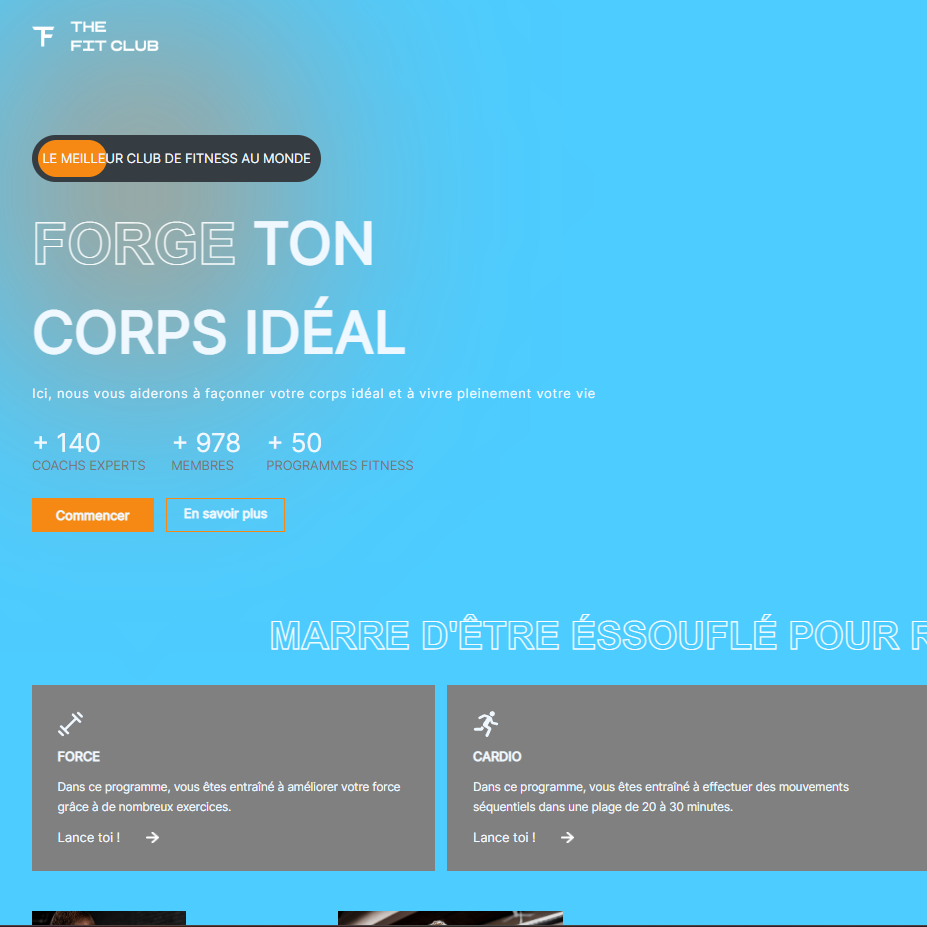 THE
FIT CLUB
LE MEILLEUR CLUB DE FITNESS AU MONDE
FORGE TON
CORPS IDÉAL
Ici, nous vous aiderons à façonner votre corps idéal et à vivre pleinement votre vie
+ 140 + 978 + 50
COACHS EXPERTS MEMBRES PROGRAMMES FITNESS
Commencer En savoir plus
MARRE D'ÊTRE ÉSSOUFLÉ POUR R
FORCE
Dans ce programme, vous êtes entraîné à améliorer votre force
grâce à de nombreux exercices.
Lance toi !
CARDIO
Dans ce programme, vous êtes entraîné à effectuer des mouvements
séquentiels dans une plage de 20 à 30 minutes.
Lance toi !